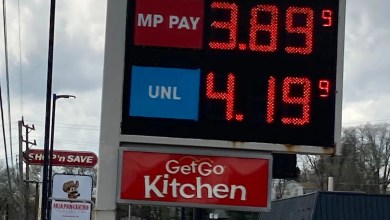 MP PAY 3.89 9
UNL 4.19 9
SHOP 'n SAVE
GetGo
Kitchen